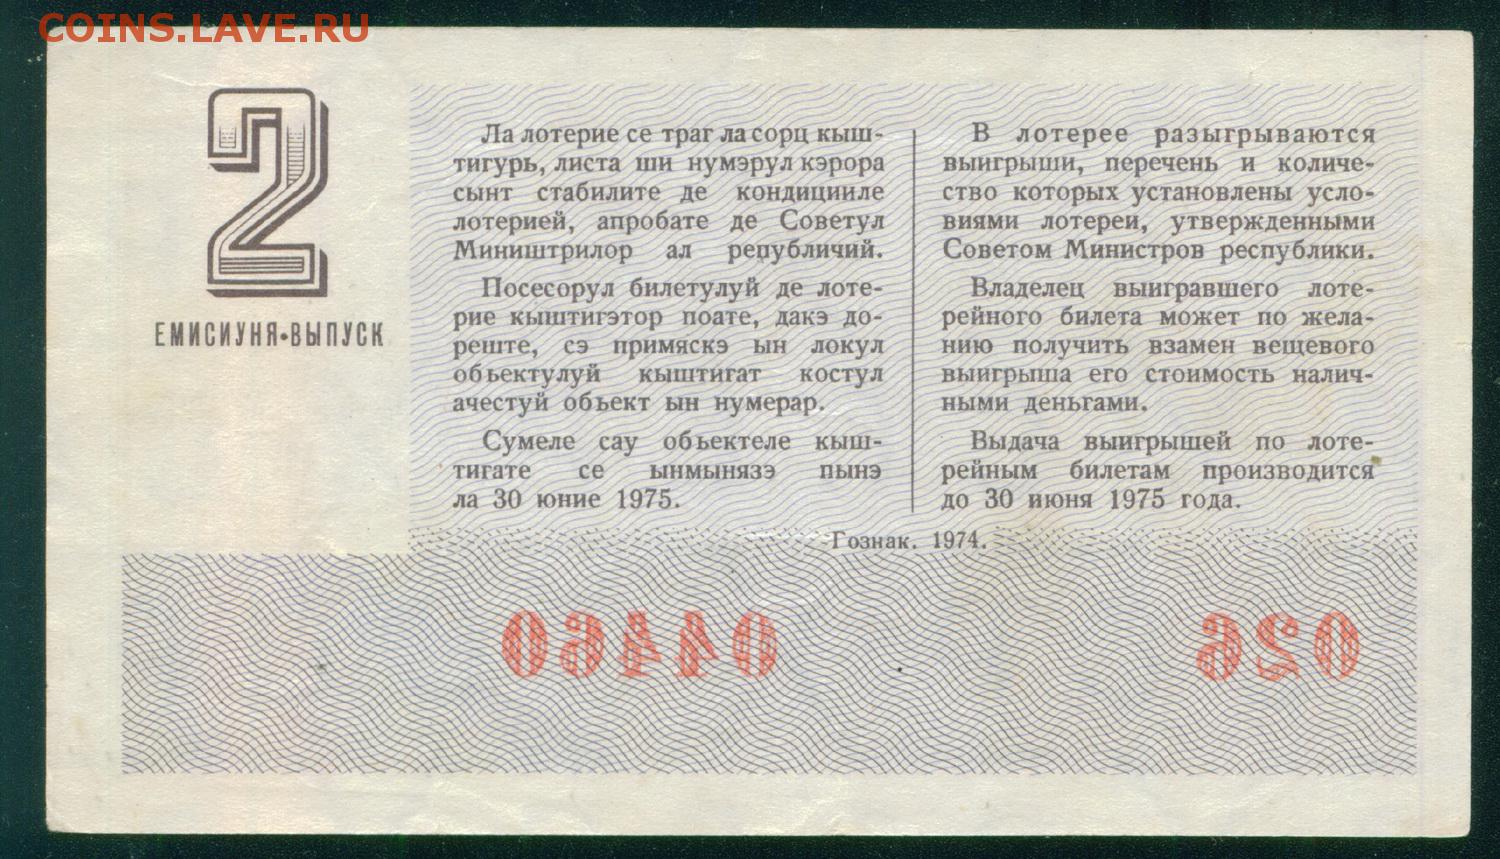 COINS.LAVE.RU
2
ЕМИСИУНЯ•ВЫПУСК
Ла лотерие се траг ла сорц кыш-
тигурь, листа ши нумэрул кэрора
сынт стабилите де кондицииле
лотерией, апробате де Советул
Миништрилор ал републичий.
Посесорул билетулуй де лоте-
рие кыштигэтор поате, дакэ до-
реште, сэ примяскэ ын локул
обьектулуй кыштигат костул
ачестуй обьект ын нумерар.
Сумеле сау обьектеле кыш-
тигате се ынмынязэ пынэ
ла 30 юние 1975.
В лотерее разыгрываются
выигрыши, перечень и количе-
ство которых установлены усло-
виями лотереи, утвержденными
Советом Министров республики.
Владелец выигравшего лоте-
рейного билета может по жела-
нию получить взамен вещевого
выигрыша его стоимость налич-
ными деньгами.
Выдача выигрышей по лоте-
рейным билетам производится
до 30 июня 1975 года.
Гознак. 1974.
04460 026